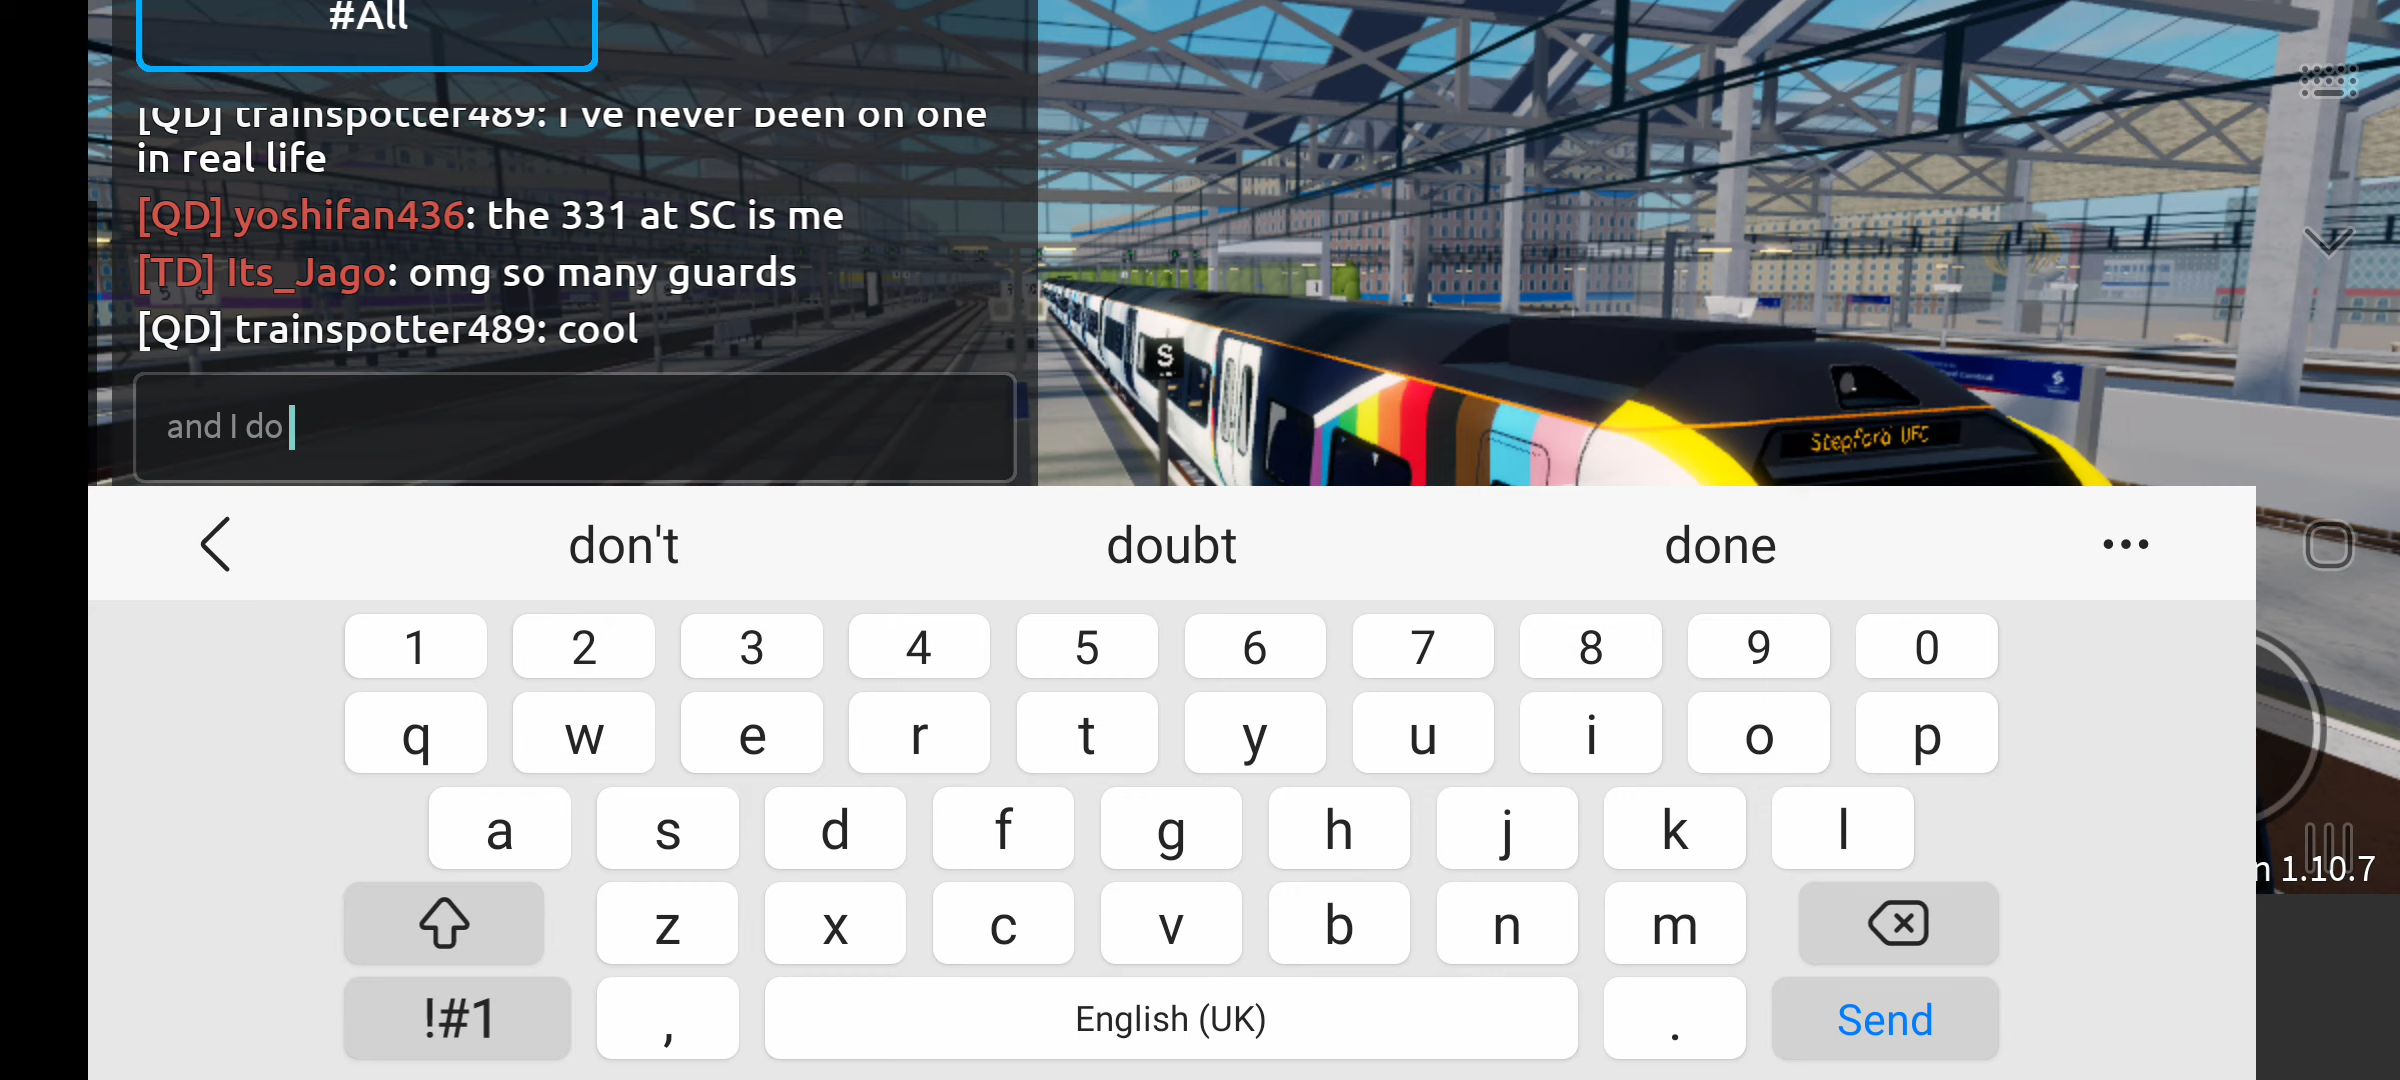 #All
[QD] trainspotter489: I've never been on one
in real life
[QD] yoshifan436: the 331 at SC is me
[TD] Its_Jago: omg so many guards
[QD] trainspotter489: cool
and I do
S
Stepford UFC
don't doubt done
1 2 3 4 5 6 7 8 9 0
q w e r t y u i o p
a s d f g h j k l
z x c v b n m
!#1 , English (UK) . Send
n 1.10.7